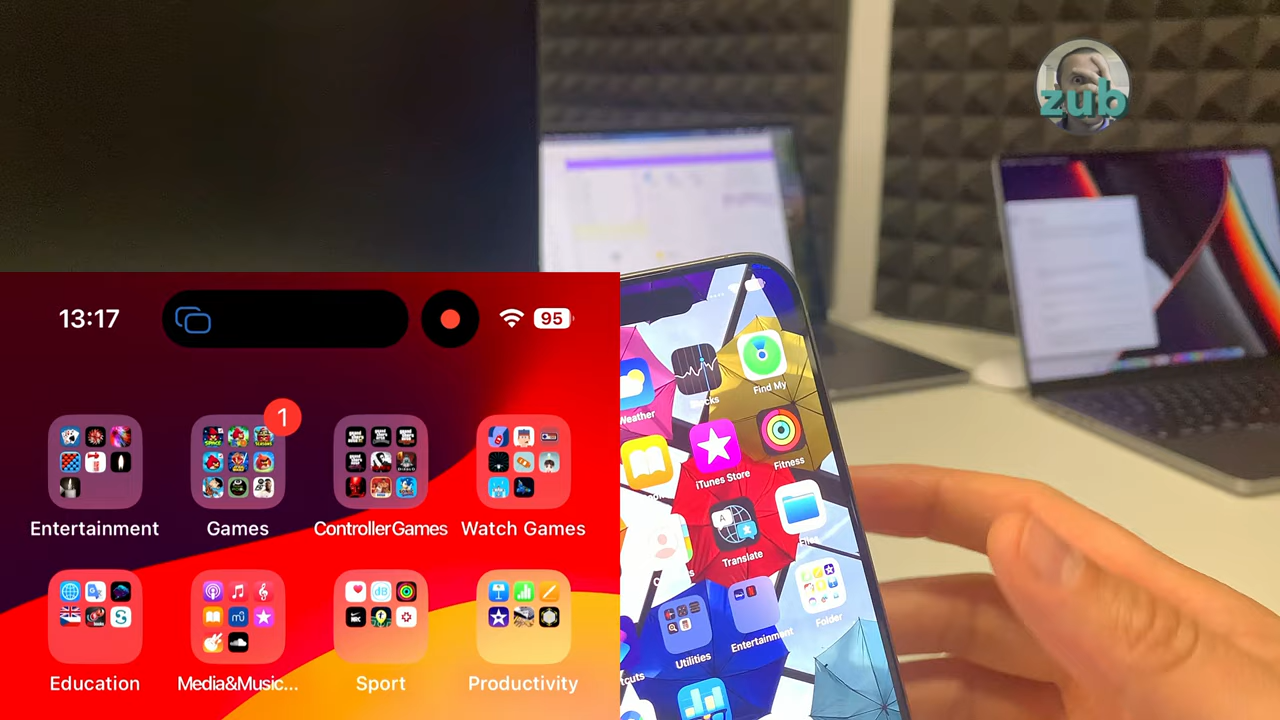 zub
13:17
95
1
Entertainment
Games
ControllerGames
Watch Games
Education
Media&Music...
Sport
Productivity
Find My
Weather
Fitness
iTunes Store
Files
Translate
Folder
Entertainment
Utilities